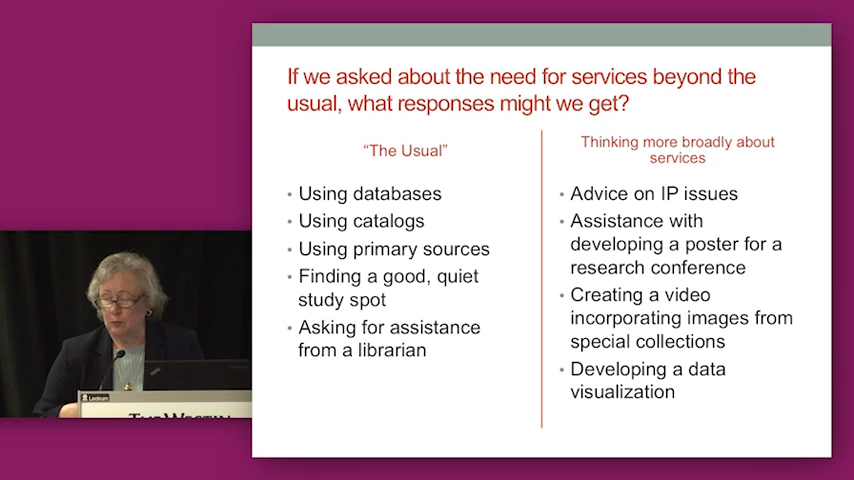 If we asked about the need for services beyond the
usual, what responses might we get?
“The Usual”
• Using databases
• Using catalogs
• Using primary sources
• Finding a good, quiet
study spot
• Asking for assistance
from a librarian
Thinking more broadly about
services
• Advice on IP issues
• Assistance with
developing a poster for a
research conference
• Creating a video
incorporating images from
special collections
• Developing a data
visualization
Lectrum
THE WESTIN